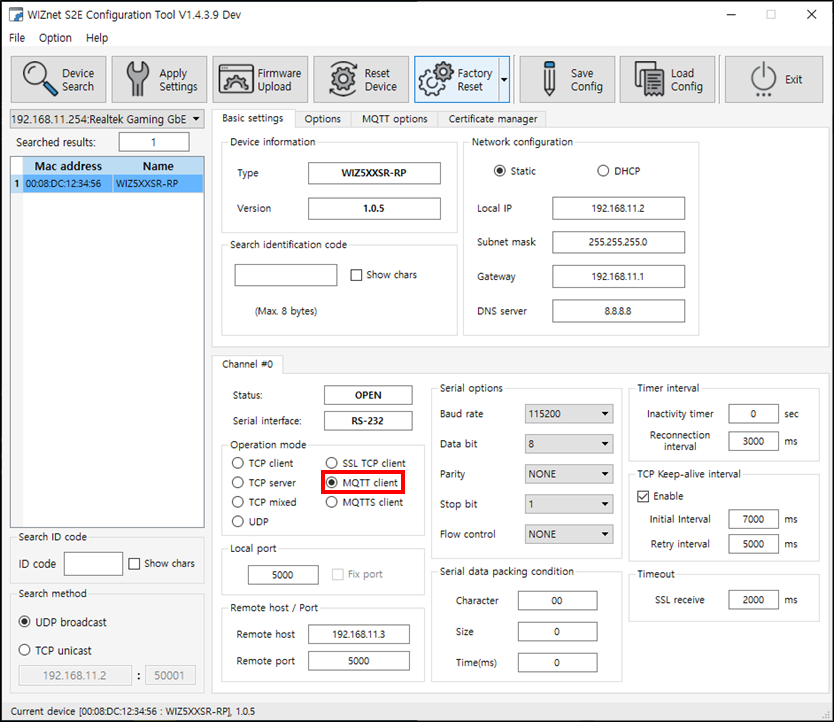 WIZnet S2E Configuration Tool V1.4.3.9 Dev
File Option Help
Device Search
Apply Settings
Firmware Upload
Reset Device
Factory Reset
Save Config
Load Config
Exit
192.168.11.254:Realtek Gaming GbE
Searched results: 1
Mac address Name
1 00:08:DC:12:34:56 WIZ5XXSR-RP
Search ID code
ID code Show chars
Search method
UDP broadcast
TCP unicast
192.168.11.2 : 50001
Basic settings Options MQTT options Certificate manager
Device information
Type WIZ5XXSR-RP
Version 1.0.5
Search identification code
Show chars
(Max. 8 bytes)
Network configuration
Static DHCP
Local IP 192.168.11.2
Subnet mask 255.255.255.0
Gateway 192.168.11.1
DNS server 8.8.8.8
Channel #0
Status: OPEN
Serial interface: RS-232
Operation mode
TCP client SSL TCP client
TCP server MQTT client
TCP mixed MQTTS client
UDP
Local port
5000 Fix port
Remote host / Port
Remote host 192.168.11.3
Remote port 5000
Serial options
Baud rate 115200
Data bit 8
Parity NONE
Stop bit 1
Flow control NONE
Serial data packing condition
Character 00
Size 0
Time(ms) 0
Timer interval
Inactivity timer 0 sec
Reconnection interval 3000 ms
TCP Keep-alive interval
Enable
Initial Interval 7000 ms
Retry interval 5000 ms
Timeout
SSL receive 2000 ms
Current device [00:08:DC:12:34:56 : WIZ5XXSR-RP], 1.0.5